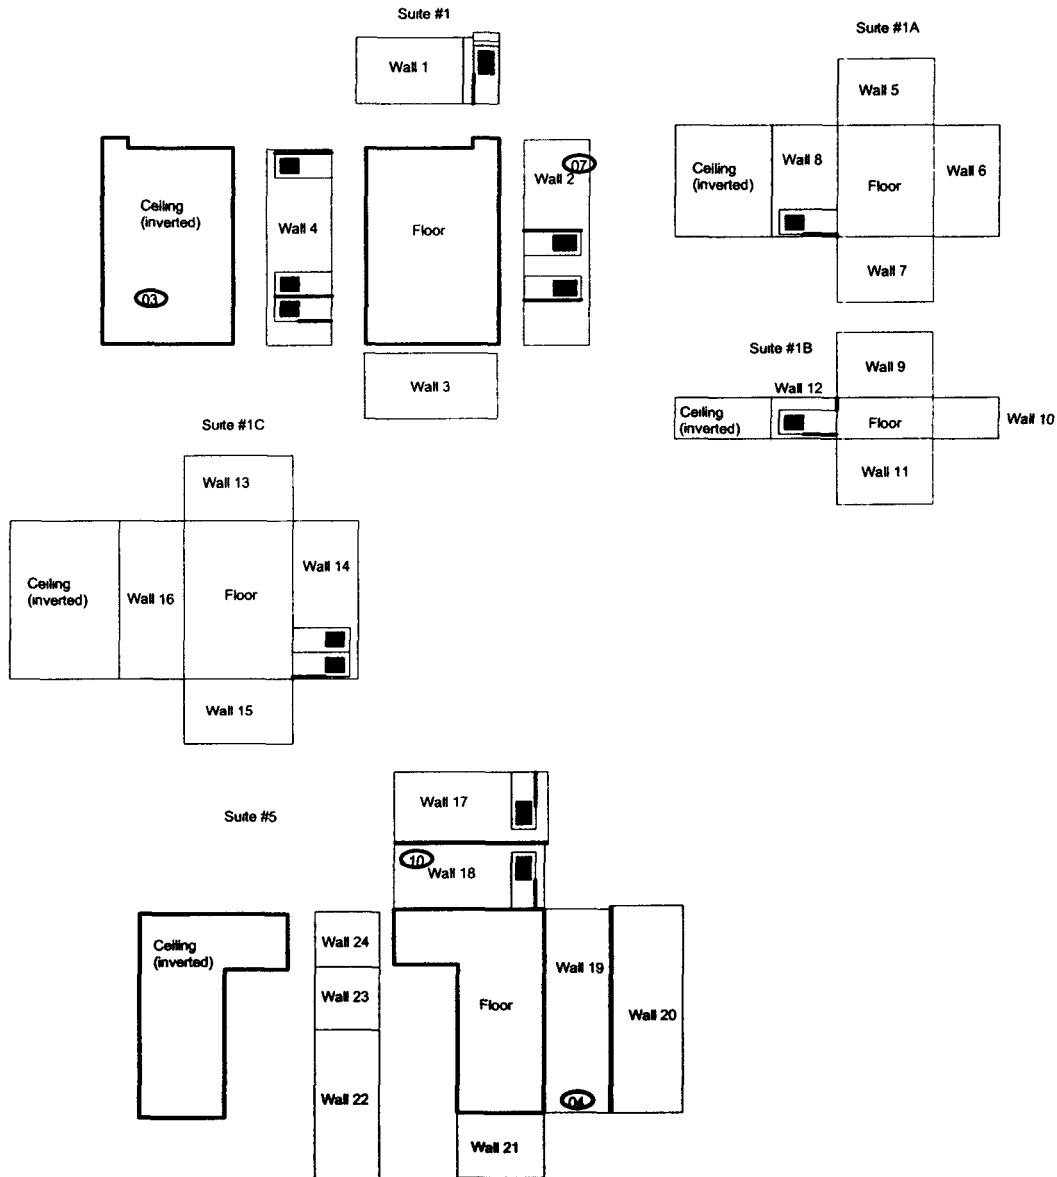 Suite #1
Suite #1A
Wall 1
Wall 5
Ceiling
(inverted)
03
Wall 4
Floor
Wall 2
07
Wall 3
Ceiling
(inverted)
Wall 8
Floor
Wall 6
Wall 7
Suite #1B
Wall 9
Wall 12
Ceiling
(inverted)
Floor
Wall 10
Wall 11
Suite #1C
Wall 13
Ceiling
(inverted)
Wall 16
Floor
Wall 14
Wall 15
Suite #5
Wall 17
10
Wall 18
Ceiling
(inverted)
Wall 24
Wall 23
Wall 22
Floor
Wall 19
04
Wall 20
Wall 21